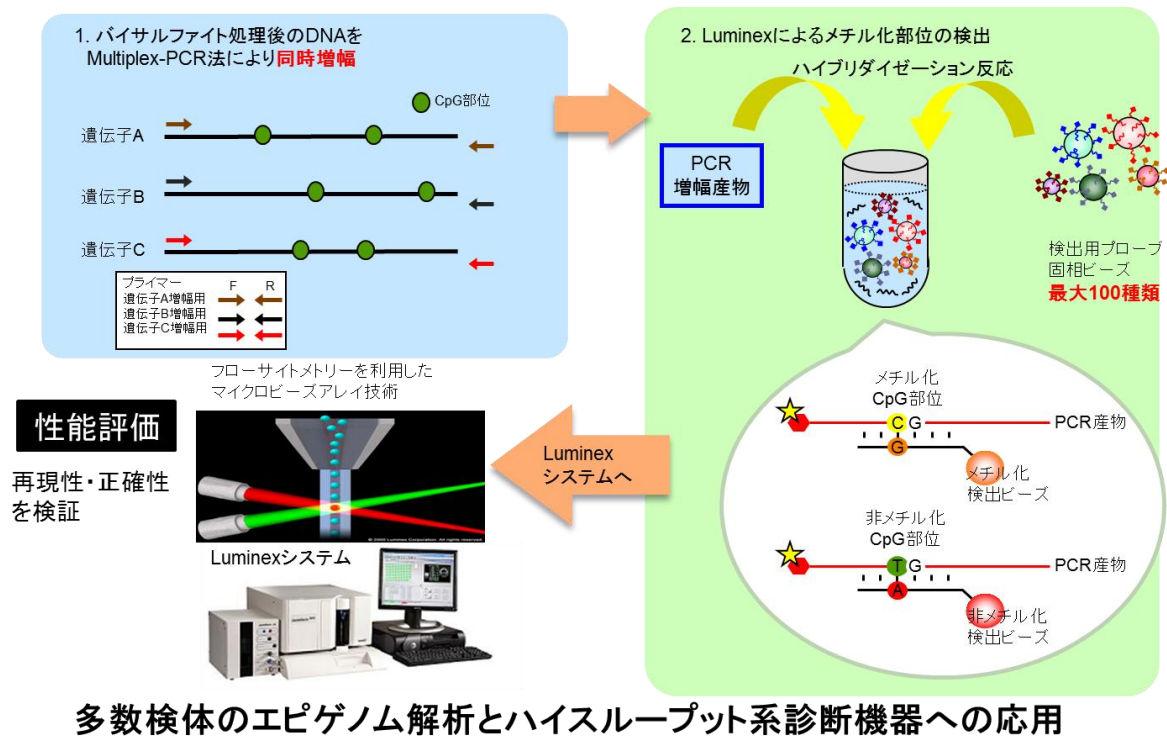 1. バイサルファイト処理後のDNAを
Multiplex-PCR法により同時増幅
CpG部位
遺伝子A
遺伝子B
遺伝子C
プライマー F R
遺伝子A増幅用
遺伝子B増幅用
遺伝子C増幅用
2. Luminexによるメチル化部位の検出
ハイブリダイゼーション反応
PCR
増幅産物
検出用プローブ
固相ビーズ
最大100種類
メチル化
CpG部位
C G
PCR産物
G
メチル化
検出ビーズ
非メチル化
CpG部位
T G
PCR産物
A
非メチル化
検出ビーズ
Luminex
システムへ
フローサイトメトリーを利用した
マイクロビーズアレイ技術
性能評価
再現性・正確性
を検証
Luminexシステム
多数検体のエピゲノム解析とハイスループット系診断機器への応用